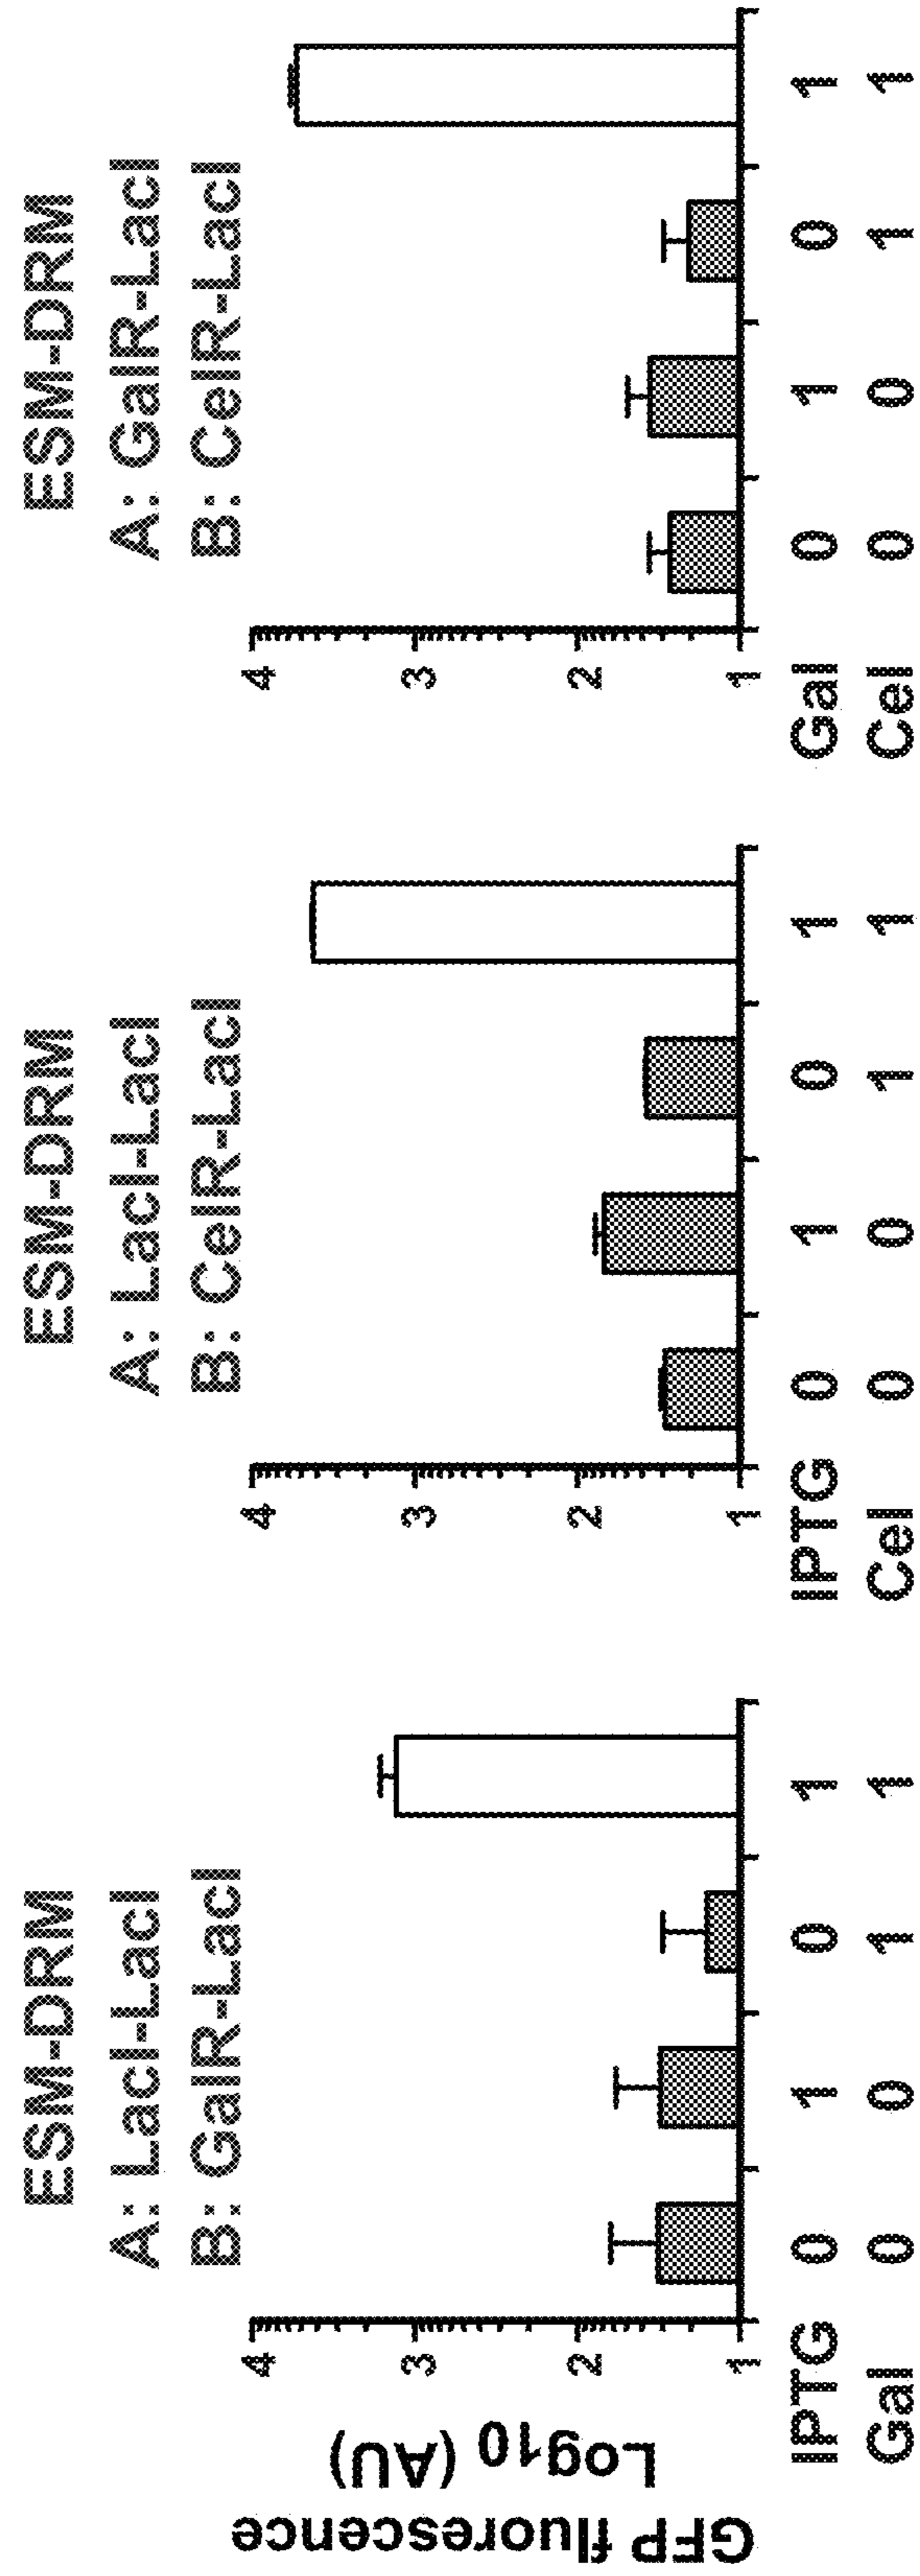 GFP fluorescence
Log10 (AU)
ESM-DRM
A: LacI-LacI
B: GalR-LacI
4
3
2
1
IPTG 0 1 0 1
Gal 0 0 1 1
ESM-DRM
A: LacI-LacI
B: CelR-LacI
4
3
2
1
IPTG 0 1 0 1
Cel 0 0 1 1
ESM-DRM
A: GalR-LacI
B: CelR-LacI
4
3
2
1
Gal 0 1 0 1
Cel 0 0 1 1